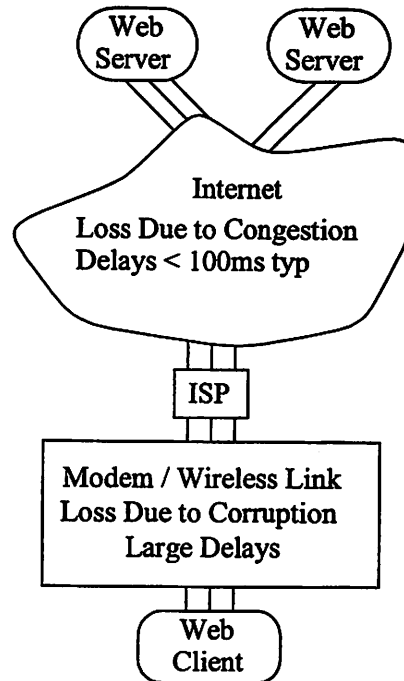 Web
Server
Web
Server
Internet
Loss Due to Congestion
Delays < 100ms typ
ISP
Modem / Wireless Link
Loss Due to Corruption
Large Delays
Web
Client